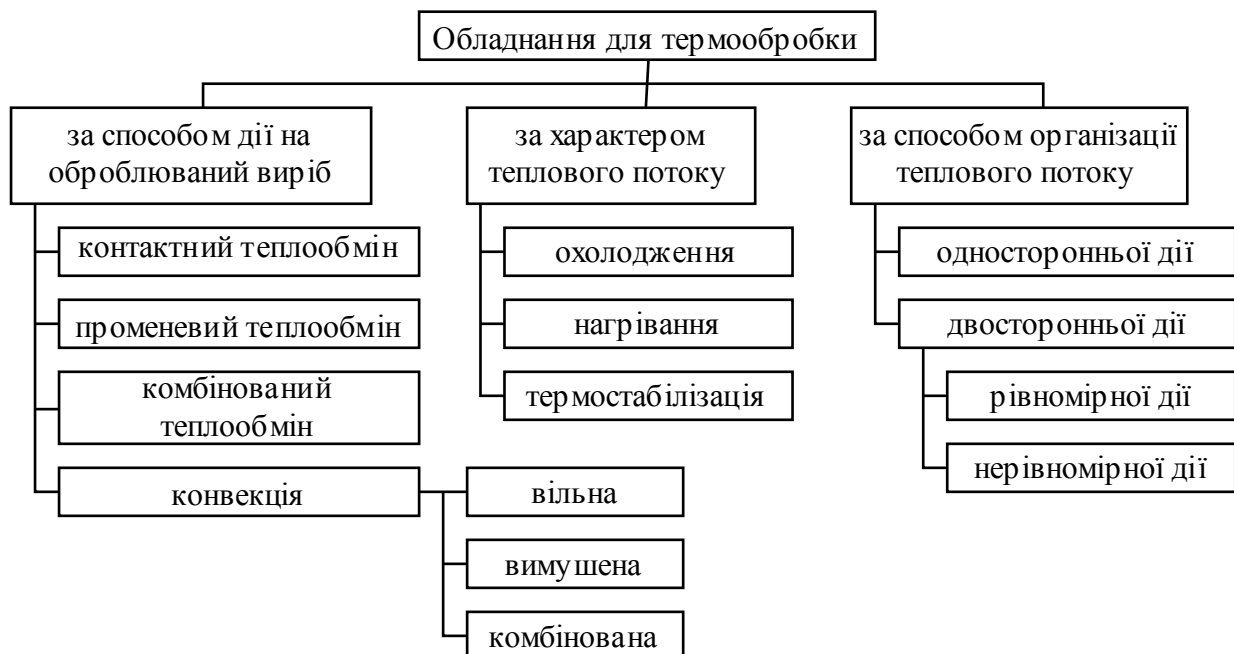 Обладнання для термообробки
за способом дії на
оброблюваний виріб
контактний теплообмін
променевий теплообмін
комбінований
теплообмін
конвекція
вільна
вимушена
комбінована
за характером
теплового потоку
охолодження
нагрівання
термостабілізація
за способом організації
теплового потоку
односторонньої дії
двосторонньої дії
рівномірної дії
нерівномірної дії